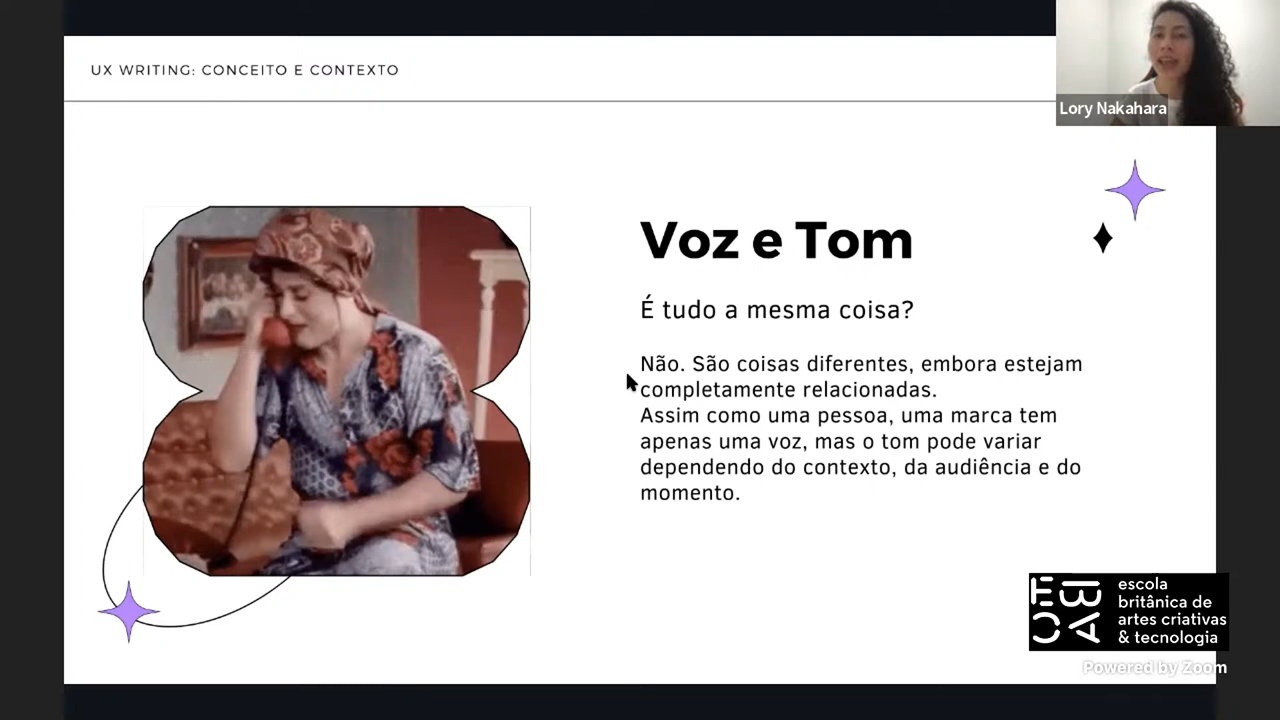 UX WRITING: CONCEITO E CONTEXTO
Lory Nakahara
Voz e Tom
É tudo a mesma coisa?
Não. São coisas diferentes, embora estejam
completamente relacionadas.
Assim como uma pessoa, uma marca tem
apenas uma voz, mas o tom pode variar
dependendo do contexto, da audiência e do
momento.
escola
britânica de
artes criativas
& tecnologia
Powered by Zoom